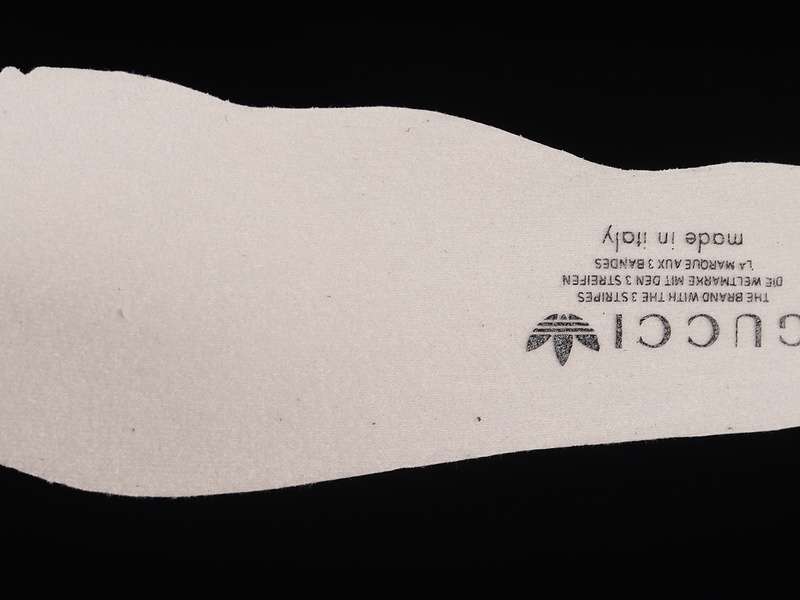 GUCCI
THE BRAND WITH THE 3 STRIPES
DIE WELTMARKE MIT DEN 3 STREIFEN
LA MARQUE AUX 3 BANDES
made in italy